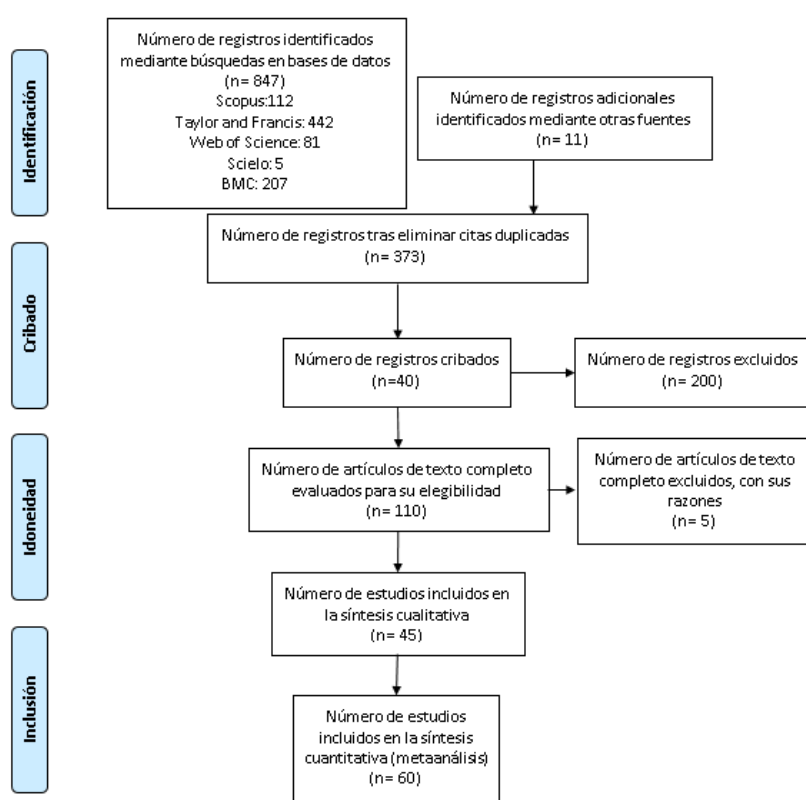 Identificación
Número de registros identificados
mediante búsquedas en bases de datos
(n= 847)
Scopus:112
Taylor and Francis: 442
Web of Science: 81
Scielo: 5
BMC: 207
Número de registros adicionales
identificados mediante otras fuentes
(n= 11)
Cribado
Número de registros tras eliminar citas duplicadas
(n= 373)
Número de registros cribados
(n=40)
Número de registros excluidos
(n= 200)
Idoneidad
Número de artículos de texto completo
evaluados para su elegibilidad
(n= 110)
Número de artículos de texto
completo excluidos, con sus
razones
(n= 5)
Número de estudios incluidos en
la síntesis cualitativa
(n= 45)
Inclusión
Número de estudios
incluidos en la síntesis
cuantitativa (metaanálisis)
(n= 60)